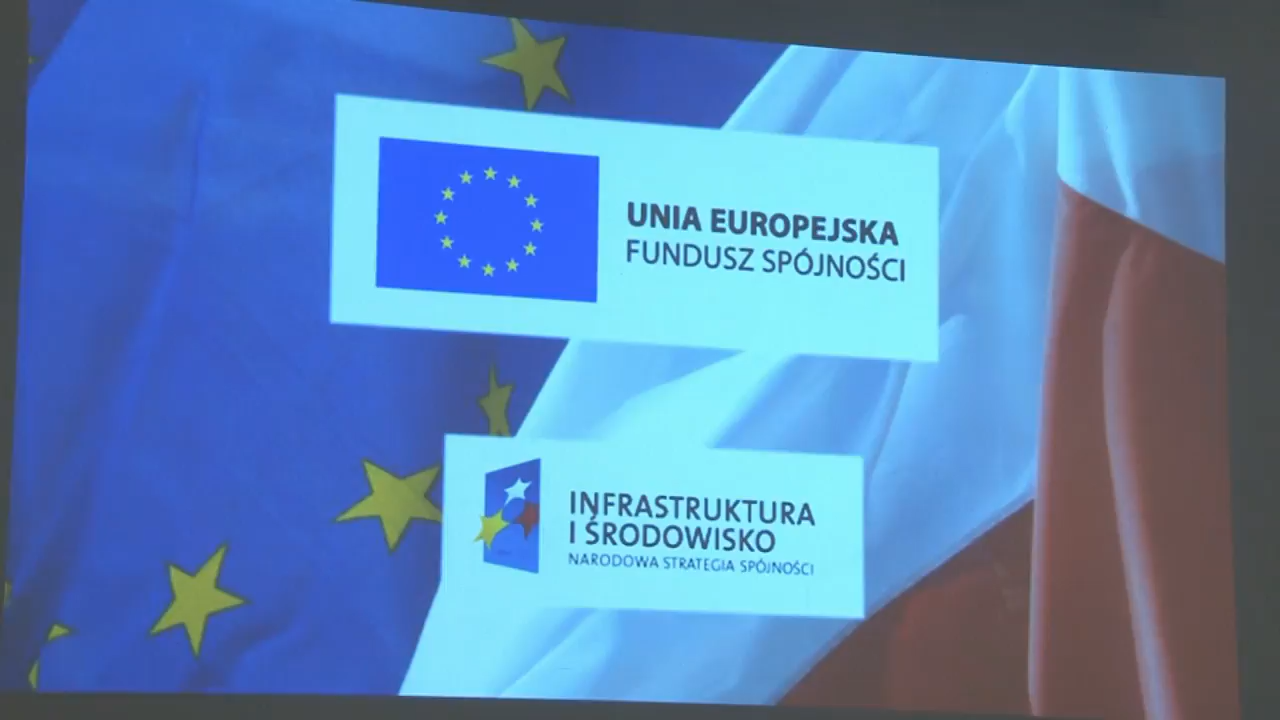 UNIA EUROPEJSKA
FUNDUSZ SPÓJNOŚCI
INFRASTRUKTURA
I ŚRODOWISKO
NARODOWA STRATEGIA SPÓJNOŚCI